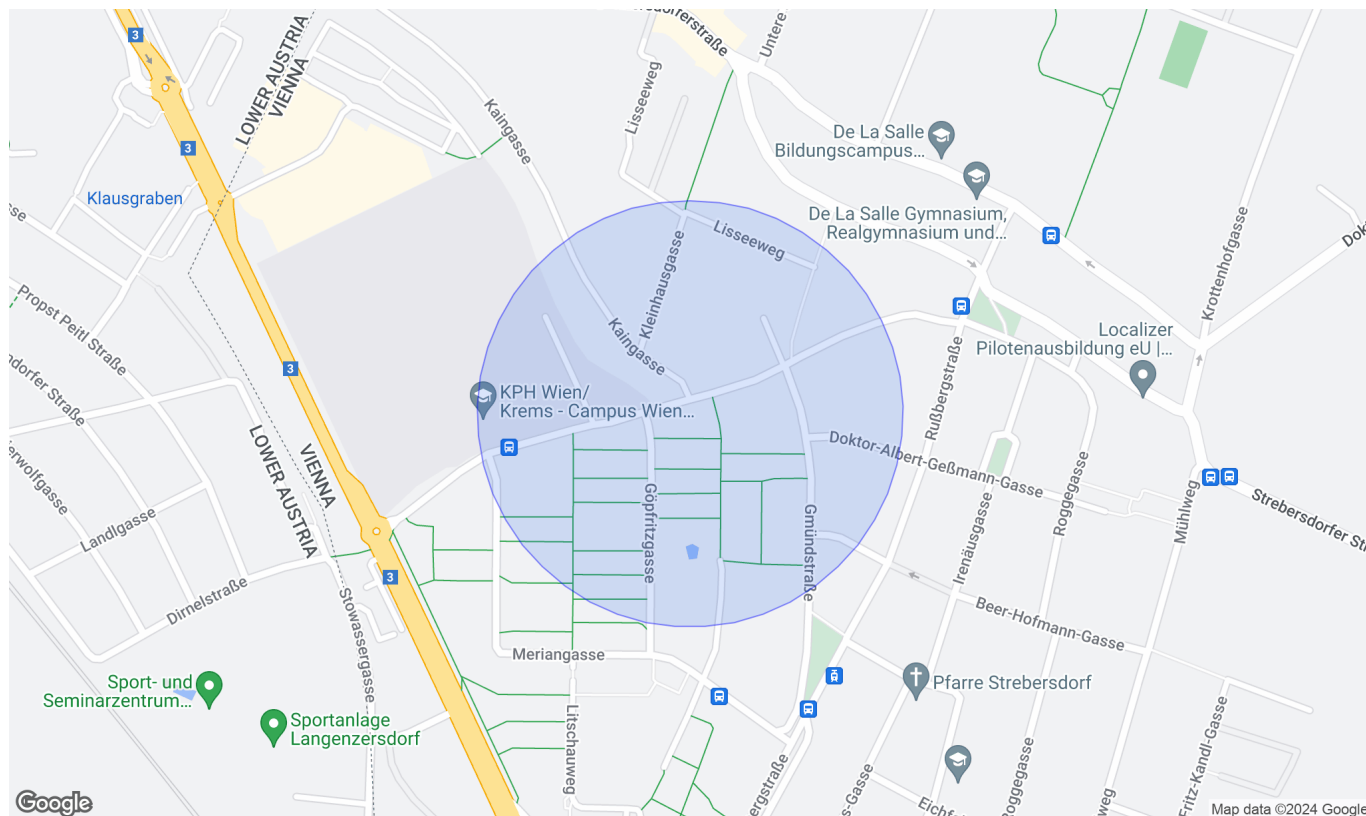 3
LOWER AUSTRIA
VIENNA
Untere
Kaingasse
Lisseeweg
De La Salle
Bildungscampus...
3
Klausgraben
De La Salle Gymnasium,
Realgymnasium und...
Lisseeweg
Krottenhofgasse
Kleinhausgasse
Propst Peitl Straße
Kaingasse
Localizer
Pilotenausbildung eU |...
3
Rußbergstraße
KPH Wien/
Krems - Campus Wien...
Doktor-Albert-Geßmann-Gasse
VIENNA
LOWER AUSTRIA
Göpfritzgasse
Gmündstraße
Irenäusgasse
Roggegasse
Mühlweg
Landlgasse
Dirnelstraße
3
Stowassergasse
Beer-Hofmann-Gasse
Meriangasse
Sport- und
Seminarzentrum...
Pfarre Strebersdorf
Sportanlage
Langenzersdorf
Litschauweg
Roggegasse
Fritz-Kandl-Gasse
Google
Map data ©2024 Google